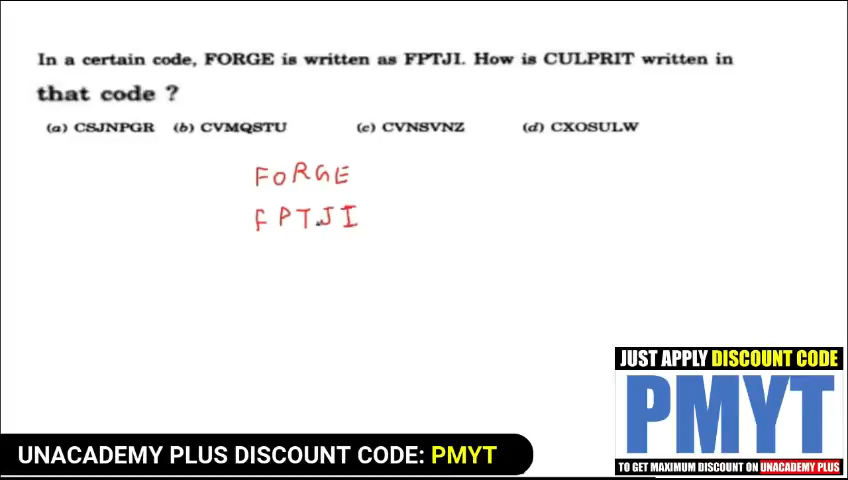 In a certain code, FORGE is written as FPTJI. How is CULPRIT written in
that code ?
(a) CSJNPGR (b) CVMQSTU (c) CVNSVNZ (d) CXOSULW
FORGE
FPTJI
JUST APPLY DISCOUNT CODE
PMYT
TO GET MAXIMUM DISCOUNT ON UNACADEMY PLUS
UNACADEMY PLUS DISCOUNT CODE: PMYT